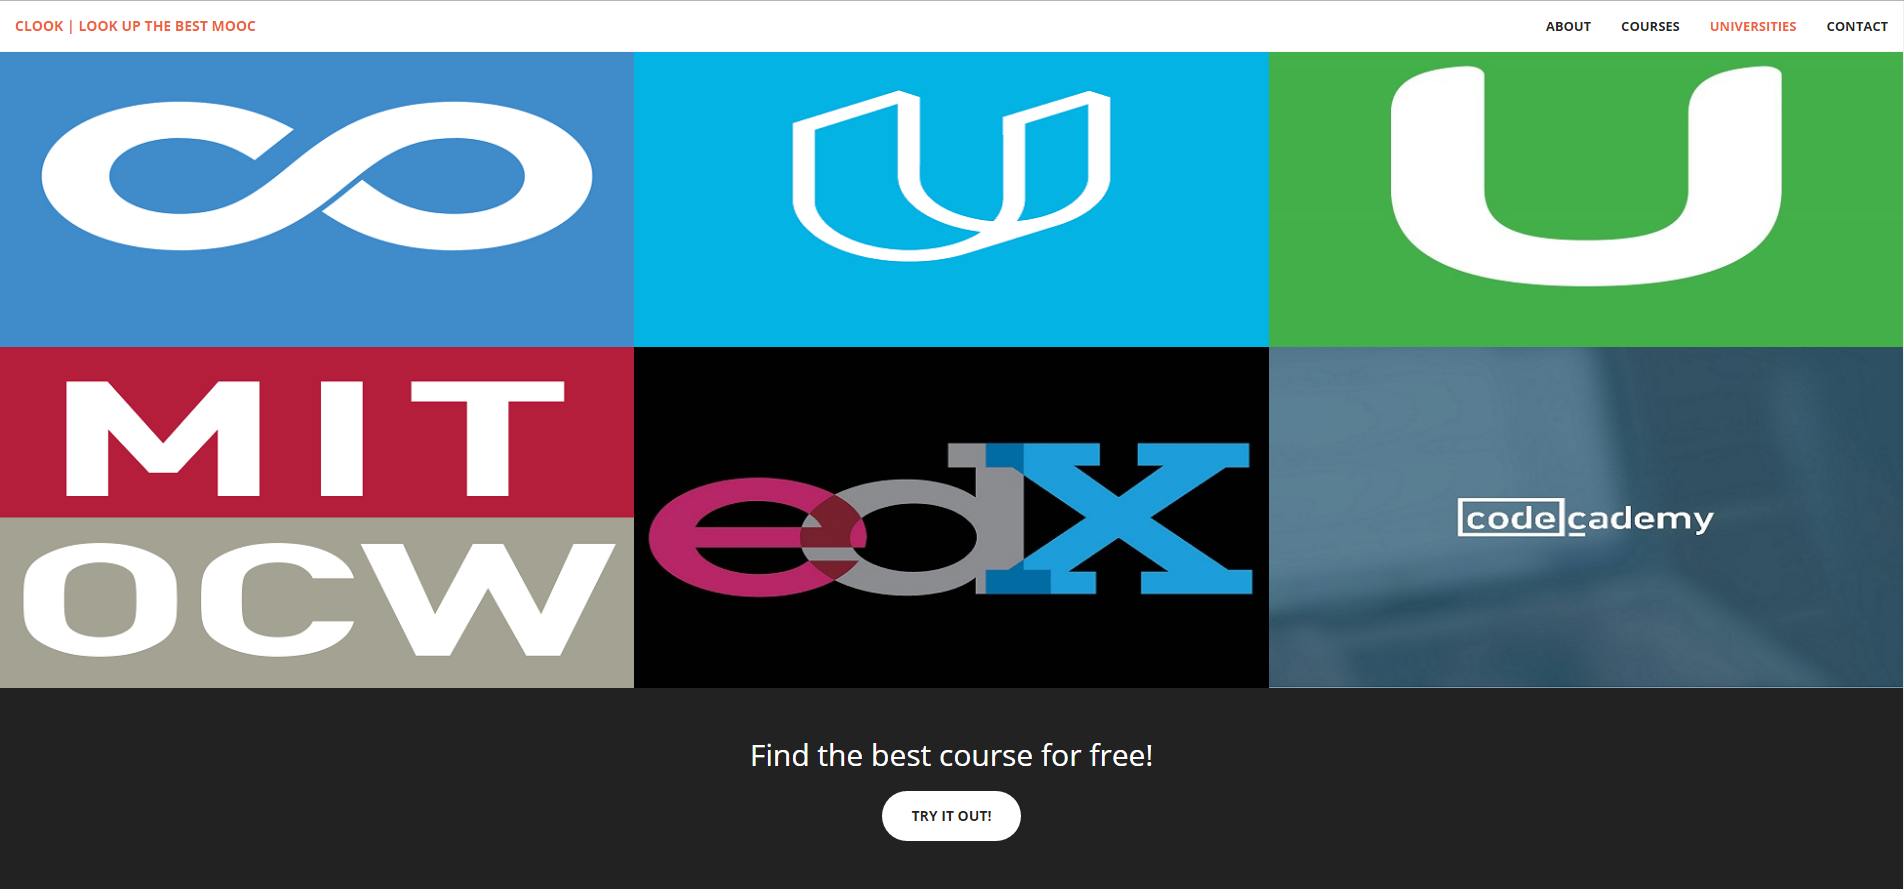 CLOOK | LOOK UP THE BEST MOOC
ABOUT COURSES UNIVERSITIES CONTACT
U
U
MIT
OCW
edX
codecademy
Find the best course for free!
TRY IT OUT!